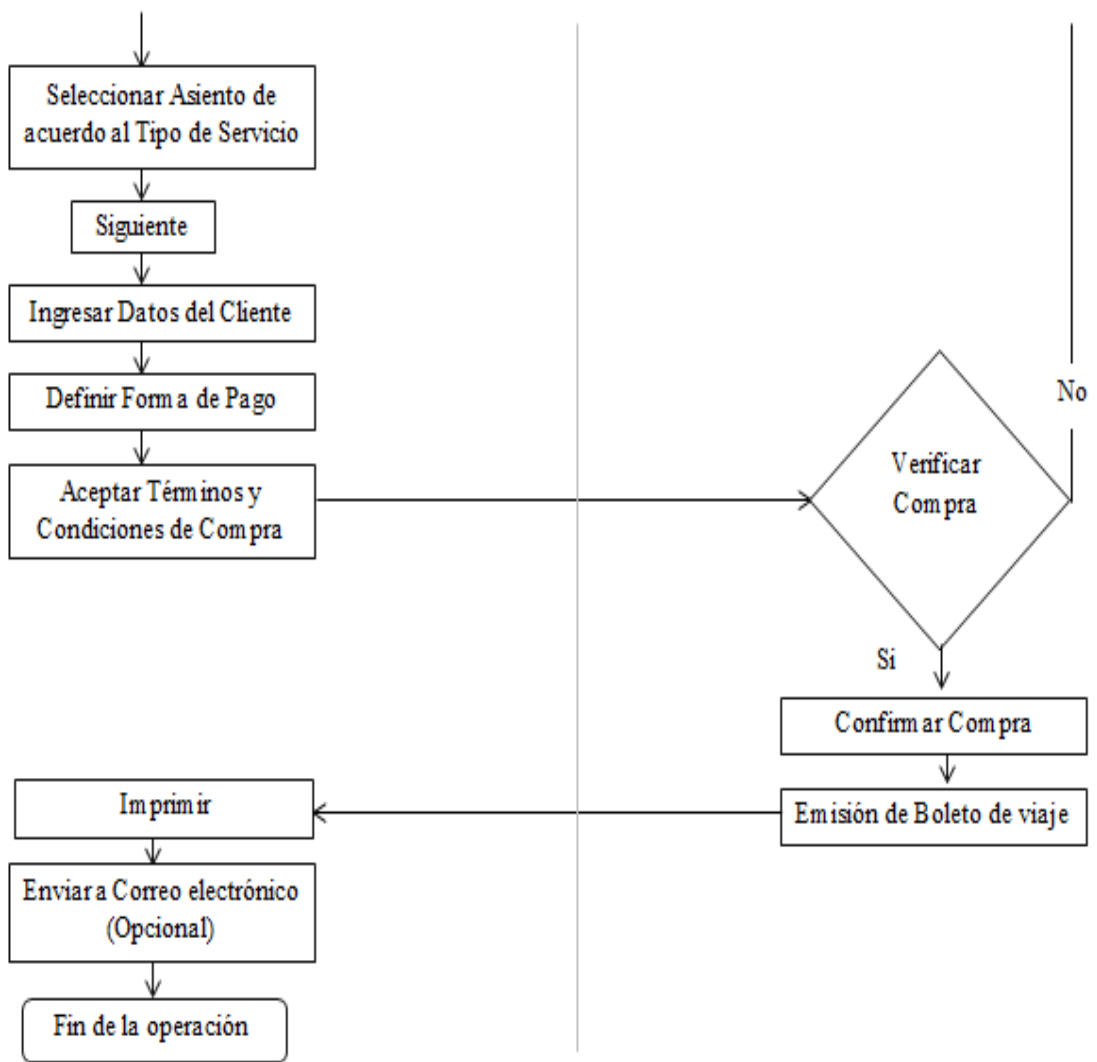 Seleccionar Asiento de
acuerdo al Tipo de Servicio
Siguiente
Ingresar Datos del Cliente
Definir Forma de Pago
Aceptar Términos y
Condiciones de Compra
Verificar
Compra
No
Si
Confirmar Compra
Emisión de Boleto de viaje
Imprimir
Enviar a Correo electrónico
(Opcional)
Fin de la operación